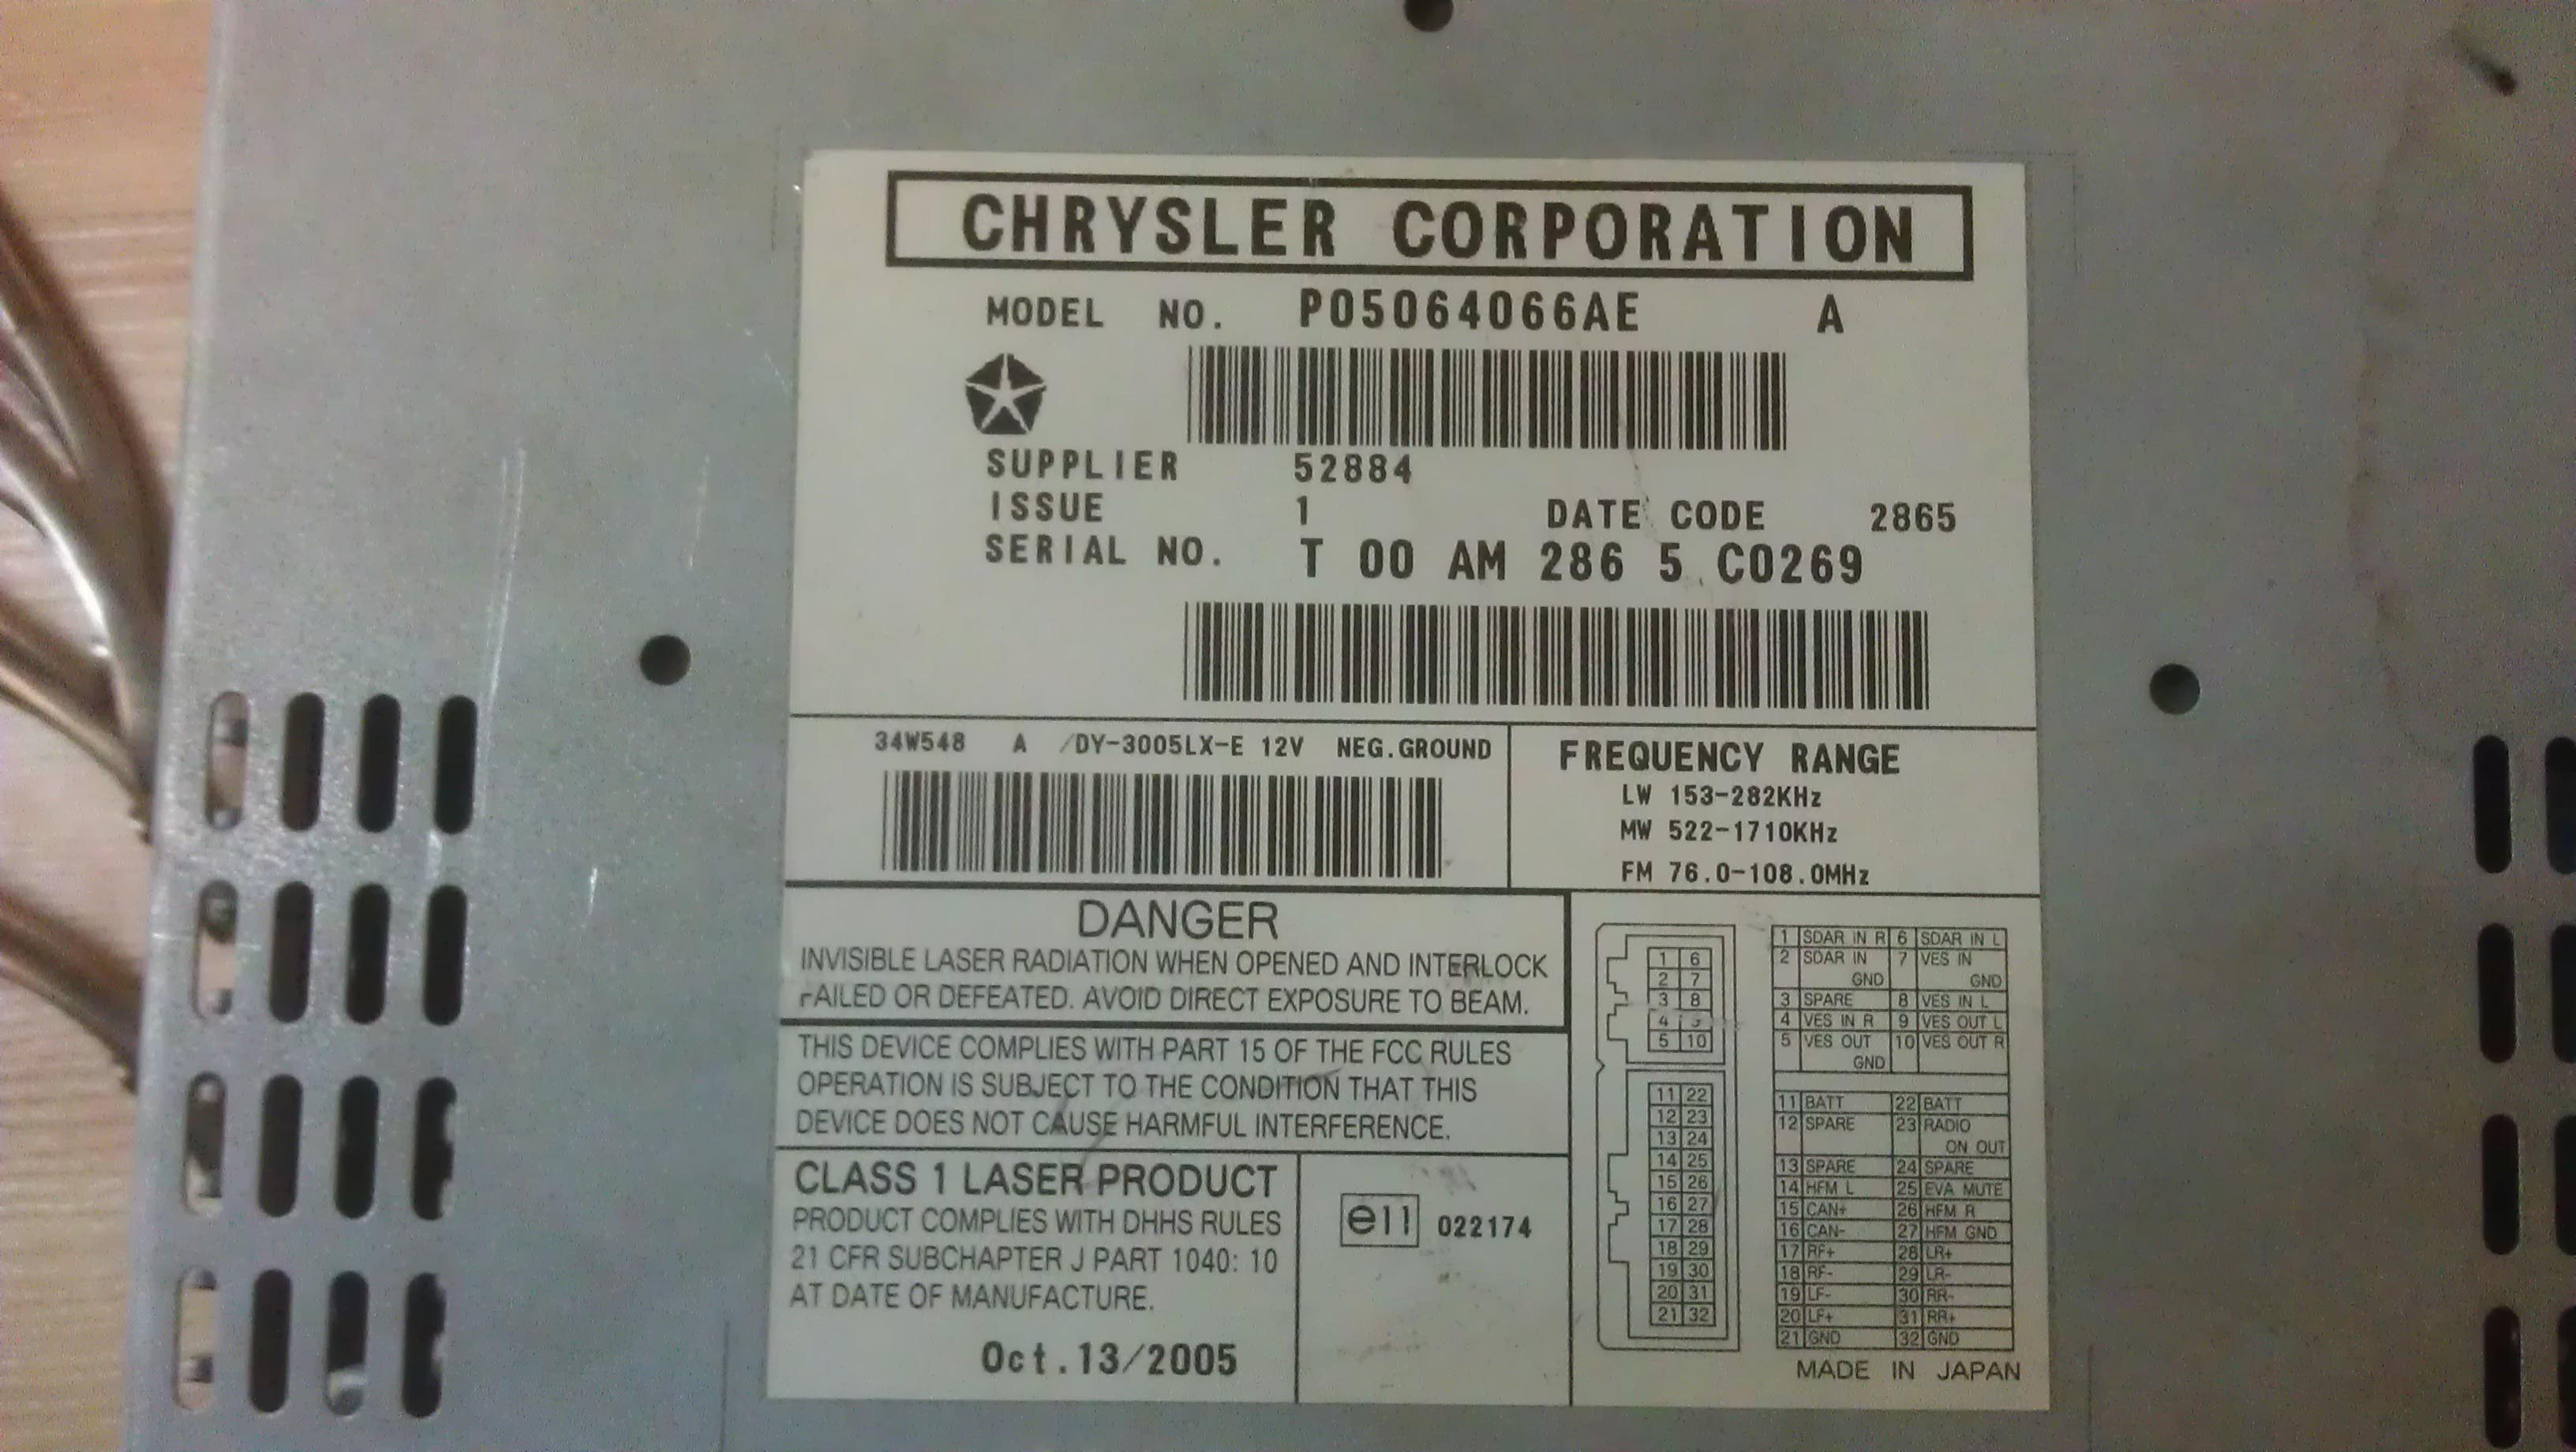 CHRYSLER CORPORATION
MODEL NO. P05064066AE A
SUPPLIER 52884
ISSUE 1 DATE CODE 2865
SERIAL NO. T 00 AM 286 5 C0269
34W548 A /DY-3005LX-E 12V NEG.GROUND
FREQUENCY RANGE
LW 153-282KHz
MW 522-1710KHz
FM 76.0-108.0MHz
DANGER
INVISIBLE LASER RADIATION WHEN OPENED AND INTERLOCK
FAILED OR DEFEATED. AVOID DIRECT EXPOSURE TO BEAM.
THIS DEVICE COMPLIES WITH PART 15 OF THE FCC RULES
OPERATION IS SUBJECT TO THE CONDITION THAT THIS
DEVICE DOES NOT CAUSE HARMFUL INTERFERENCE.
CLASS 1 LASER PRODUCT
PRODUCT COMPLIES WITH DHHS RULES
21 CFR SUBCHAPTER J PART 1040: 10
AT DATE OF MANUFACTURE.
Oct.13/2005
e11 022174
1 6
2 7
3 8
4 9
5 10
11 22
12 23
13 24
14 25
15 26
16 27
17 28
18 29
19 30
20 31
21 32
1 SDAR IN R 6 SDAR IN L
2 SDAR IN 7 VES IN
GND GND
3 SPARE 8 VES IN L
4 VES IN R 9 VES OUT L
5 VES OUT 10 VES OUT R
GND
11 BATT 22 BATT
12 SPARE 23 RADIO
ON OUT
13 SPARE 24 SPARE
14 HFM L 25 EVA MUTE
15 CAN+ 26 HFM R
16 CAN- 27 HFM GND
17 RF+ 28 LR+
18 RF- 29 LR-
19 LF- 30 RR-
20 LF+ 31 RR+
21 GND 32 GND
MADE IN JAPAN